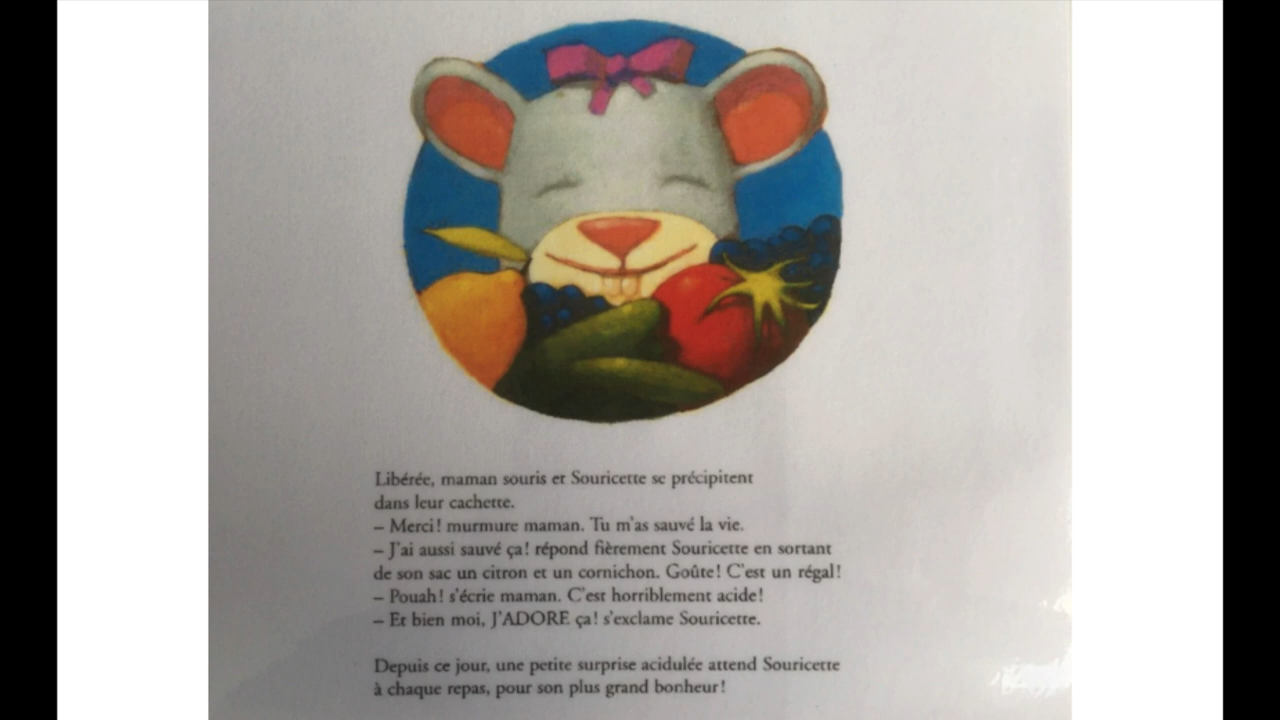 Libérée, maman souris et Souricette se précipitent
dans leur cachette.
– Merci! murmure maman. Tu m'as sauvé la vie.
– J'ai aussi sauvé ça! répond fièrement Souricette en sortant
de son sac un citron et un cornichon. Goûte! C'est un régal!
– Pouah! s'écrie maman. C'est horriblement acide!
– Et bien moi, J'ADORE ça! s'exclame Souricette.
Depuis ce jour, une petite surprise acidulée attend Souricette
à chaque repas, pour son plus grand bonheur!